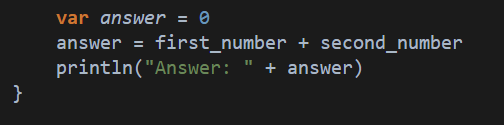 var answer = 0
answer = first_number + second_number
println("Answer: " + answer)
}